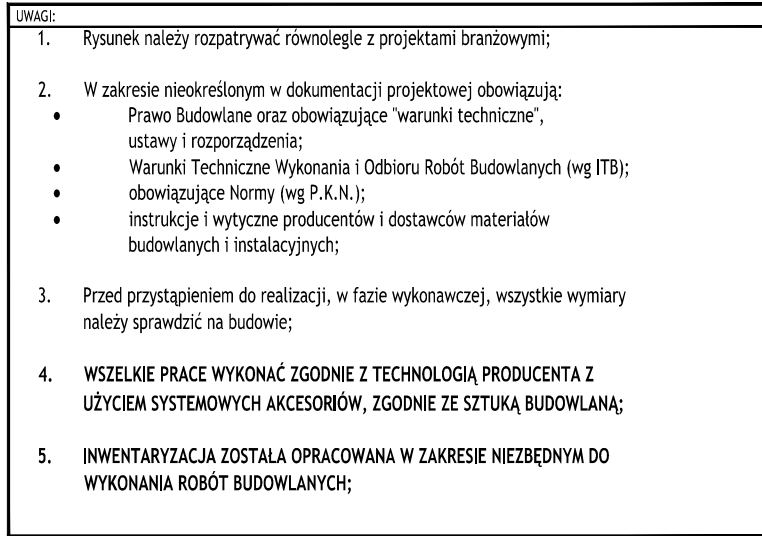 UWAGI:
1. Rysunek należy rozpatrywać równolegle z projektami branżowymi;
2. W zakresie nieokreślonym w dokumentacji projektowej obowiązują:
• Prawo Budowlane oraz obowiązujące "warunki techniczne",
ustawy i rozporządzenia;
• Warunki Techniczne Wykonania i Odbioru Robót Budowlanych (wg ITB);
• obowiązujące Normy (wg P.K.N.);
• instrukcje i wytyczne producentów i dostawców materiałów
budowlanych i instalacyjnych;
3. Przed przystąpieniem do realizacji, w fazie wykonawczej, wszystkie wymiary
należy sprawdzić na budowie;
4. WSZELKIE PRACE WYKONAĆ ZGODNIE Z TECHNOLOGIĄ PRODUCENTA Z
UŻYCIEM SYSTEMOWYCH AKCESORIÓW, ZGODNIE ZE SZTUKĄ BUDOWLANĄ;
5. INWENTARYZACJA ZOSTAŁA OPRACOWANA W ZAKRESIE NIEZBĘDNYM DO
WYKONANIA ROBÓT BUDOWLANYCH;